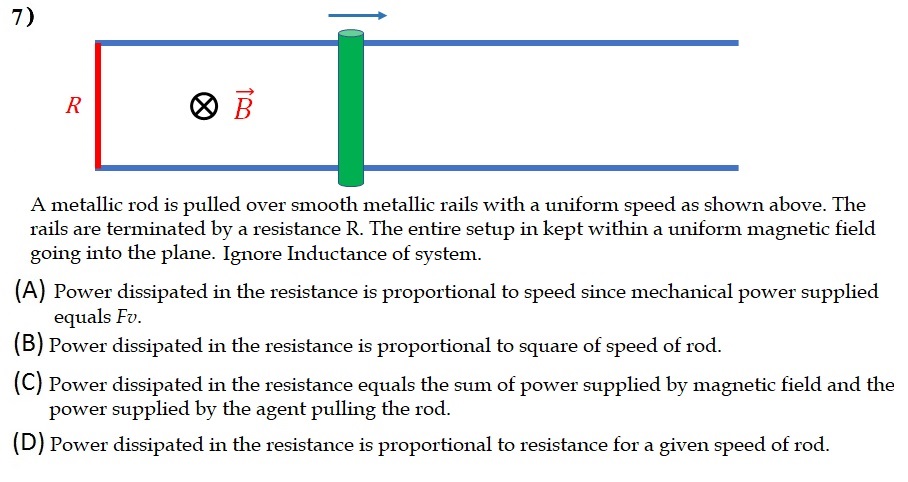 7)
R
⊗ B⃗
A metallic rod is pulled over smooth metallic rails with a uniform speed as shown above. The
rails are terminated by a resistance R. The entire setup in kept within a uniform magnetic field
going into the plane. Ignore Inductance of system.
(A) Power dissipated in the resistance is proportional to speed since mechanical power supplied
equals Fv.
(B) Power dissipated in the resistance is proportional to square of speed of rod.
(C) Power dissipated in the resistance equals the sum of power supplied by magnetic field and the
power supplied by the agent pulling the rod.
(D) Power dissipated in the resistance is proportional to resistance for a given speed of rod.